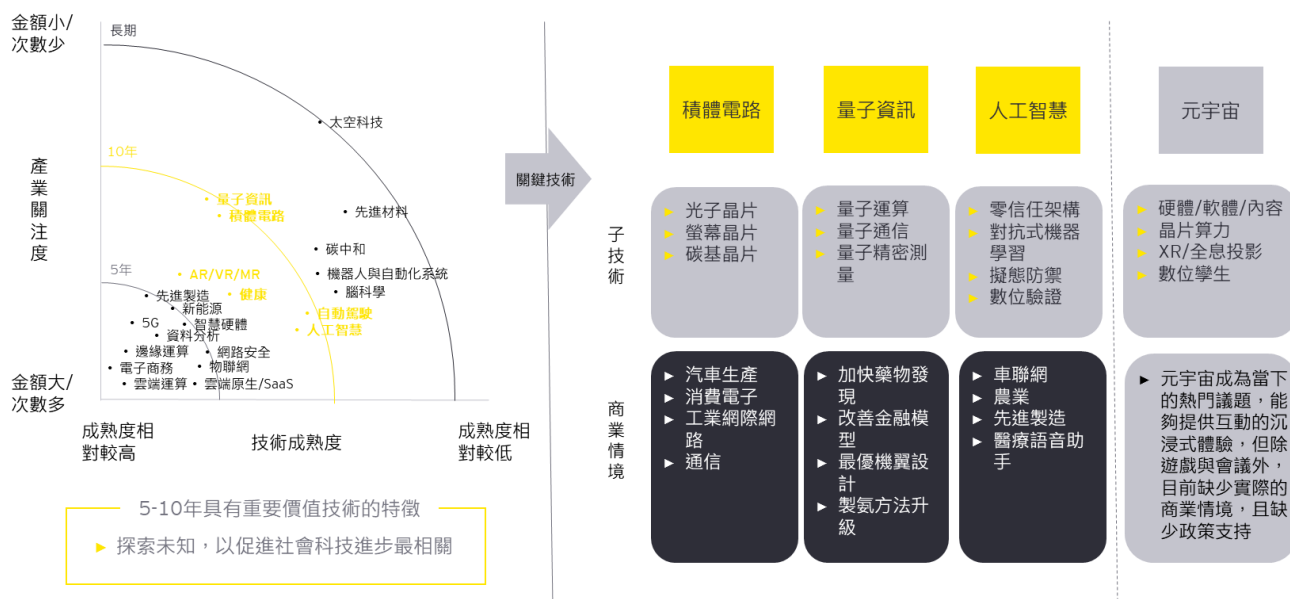 金額小/
次數少
長期
太空科技
10年
產業關注度
量子資訊
積體電路
先進材料
碳中和
5年
AR/VR/MR
機器人與自動化系統
健康
腦科學
先進製造
新能源
自動駕駛
5G
智慧硬體
人工智慧
資料分析
邊緣運算
網路安全
電子商務
物聯網
金額大/
次數多
雲端運算
雲端原生/SaaS
成熟度相
對較高
技術成熟度
成熟度相
對較低
5-10年具有重要價值技術的特徵
► 探索未知，以促進社會科技進步最相關
關鍵技術
積體電路
量子資訊
人工智慧
元宇宙
子技術
► 光子晶片
► 螢幕晶片
► 碳基晶片
► 量子運算
► 量子通信
► 量子精密測
量
► 零信任架構
► 對抗式機器
學習
► 擬態防禦
► 數位驗證
► 硬體/軟體/內容
► 晶片算力
► XR/全息投影
► 數位孿生
商業情境
► 汽車生產
► 消費電子
► 工業網際網
路
► 通信
► 加快藥物發
現
► 改善金融模
型
► 最優機翼設
計
► 製氨方法升
級
► 車聯網
► 農業
► 先進製造
► 醫療語音助
手
► 元宇宙成為當下
的熱門議題，能
夠提供互動的沉
浸式體驗，但除
遊戲與會議外，
目前缺少實際的
商業情境，且缺
少政策支持